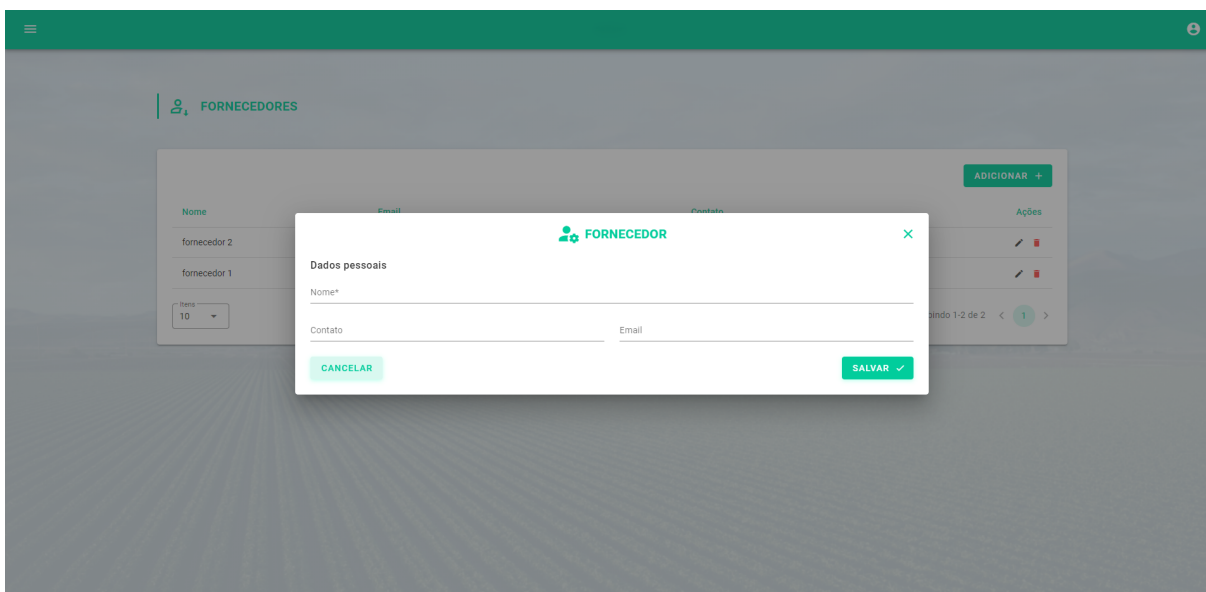 FORNECEDORES
ADICIONAR +
Nome Email Contato Ações
FORNECEDOR
fornecedor 2
Dados pessoais
fornecedor 1
Nome*
Itens
10
1-2 de 2 < 1 >
Contato Email
CANCELAR SALVAR